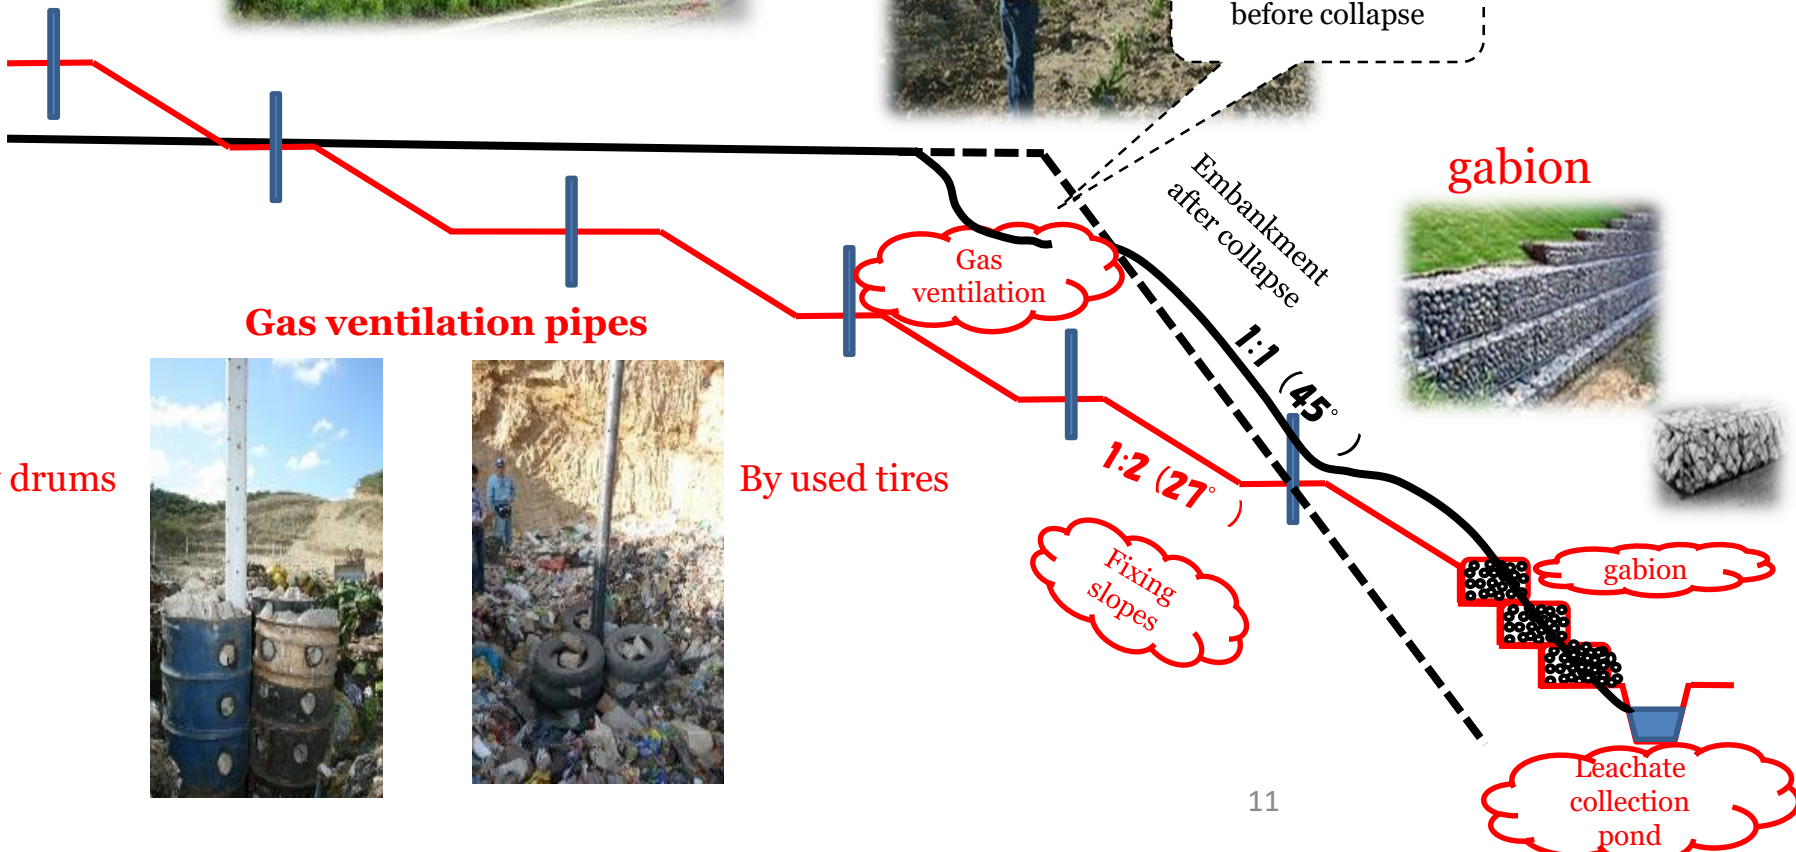 before collapse
Embankment
after collapse
gabion
Gas
ventilation
Gas ventilation pipes
1:1 (45°)
drums
By used tires
1:2 (27°)
Fixing
slopes
gabion
Leachate
collection
pond
11